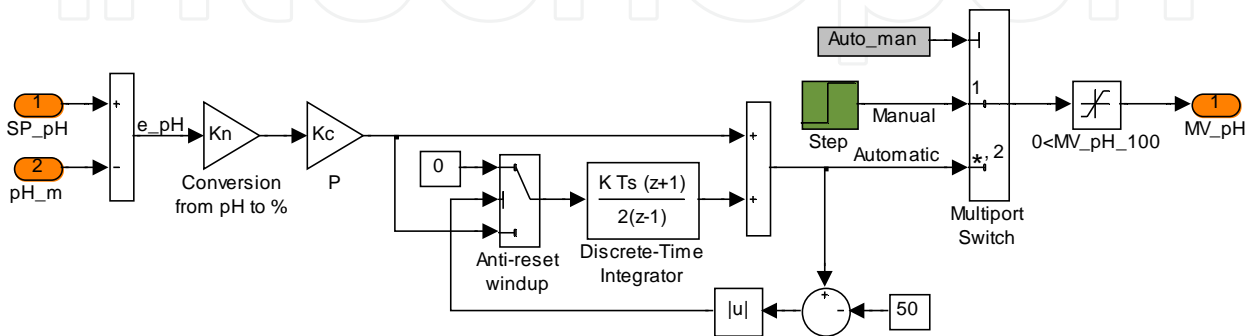 Auto_man
1
SP_pH
+
-
e_pH
Kn
Kc
Conversion
from pH to %
P
2
pH_m
0
Anti-reset
windup
K Ts (z+1)
2(z-1)
Discrete-Time
Integrator
+
+
Step
Manual
Automatic
1
*, 2
Multiport
Switch
0<MV_pH_100
1
MV_pH
|u|
+
-
50